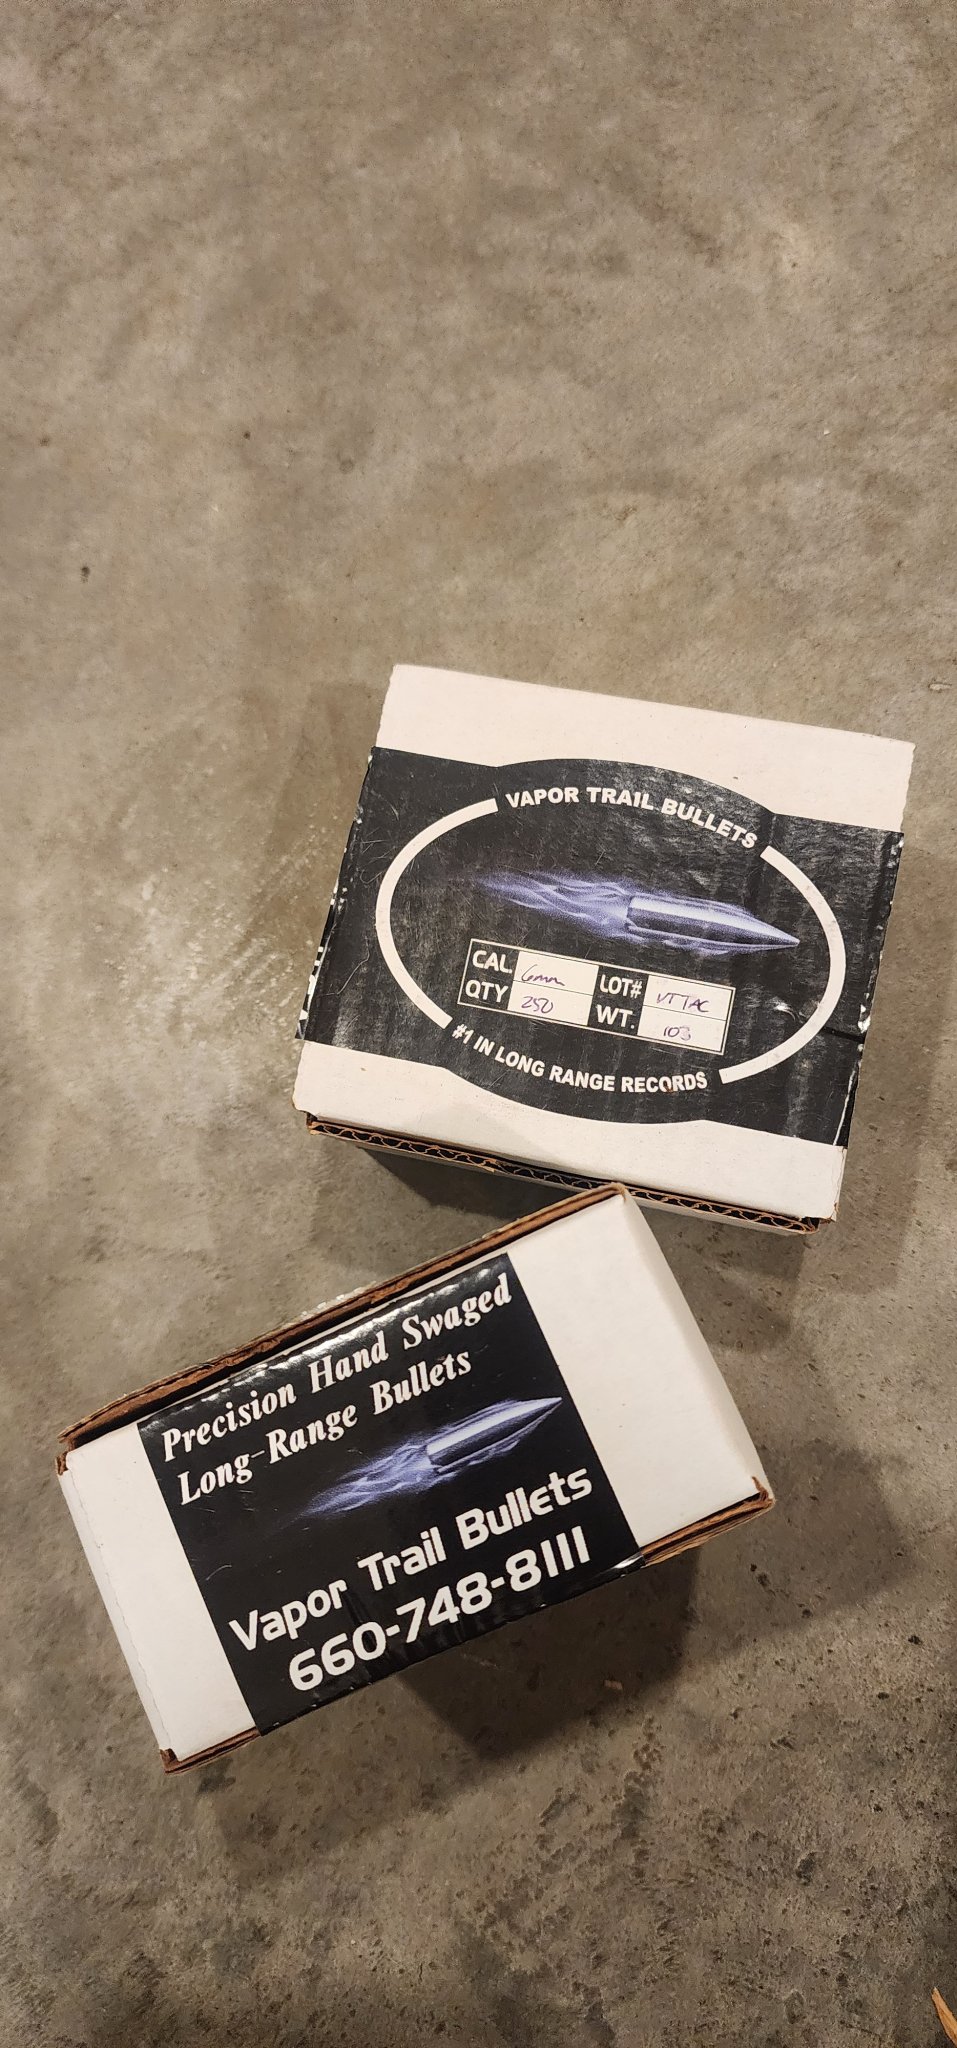 VAPOR TRAIL BULLETS
CAL. 6mm LOT# VTTAC
QTY 250 WT. 103
#1 IN LONG RANGE RECORDS
Precision Hand Swaged
Long-Range Bullets
Vapor Trail Bullets
660-748-8111